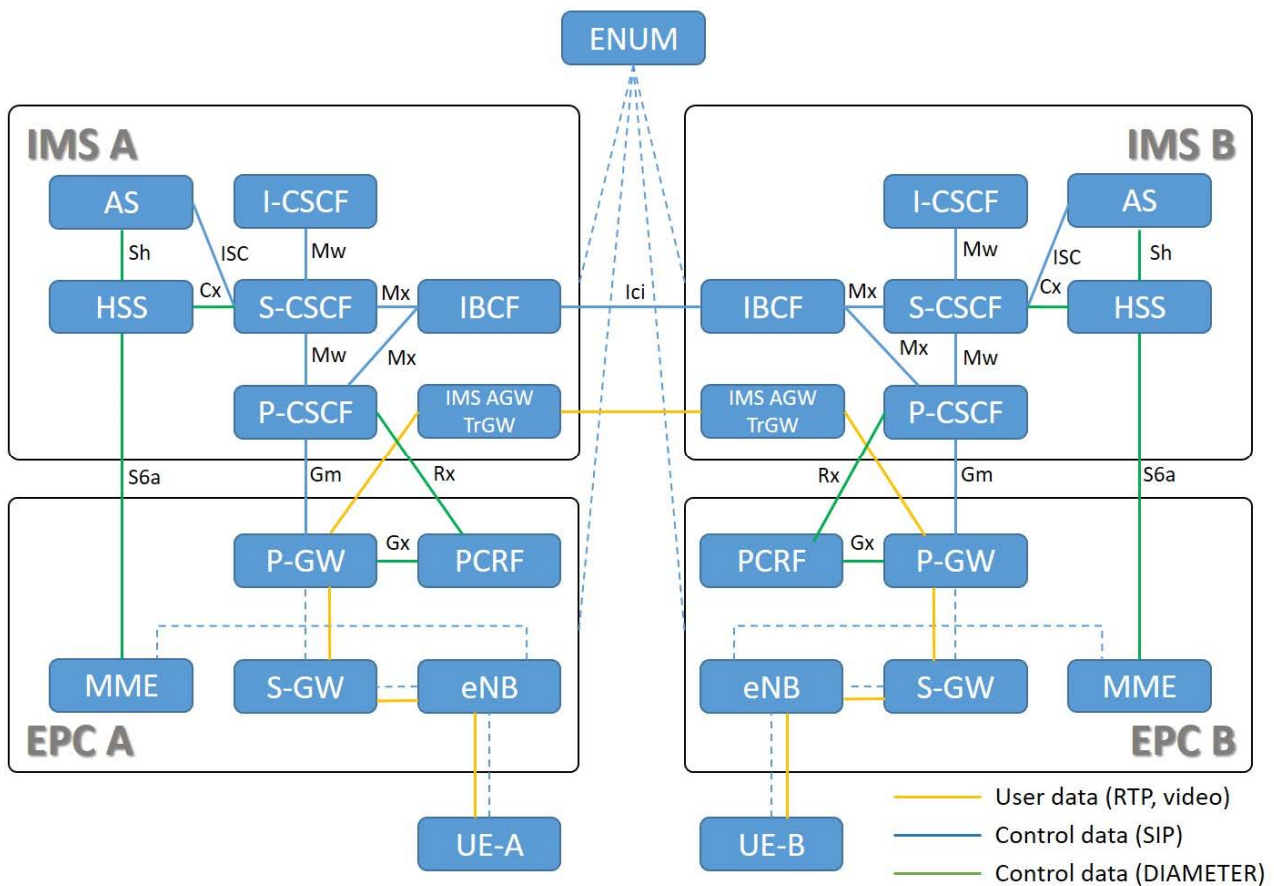 ENUM
IMS A
IMS B
AS
I-CSCF
I-CSCF
AS
Sh
ISC
Mw
Mw
ISC
Sh
HSS
Cx
S-CSCF
Mx
IBCF
Ici
IBCF
Mx
S-CSCF
Cx
HSS
Mw
Mx
Mx
Mw
P-CSCF
IMS AGW
TrGW
IMS AGW
TrGW
P-CSCF
S6a
Gm
Rx
Rx
Gm
S6a
P-GW
Gx
PCRF
PCRF
Gx
P-GW
MME
S-GW
eNB
eNB
S-GW
MME
EPC A
EPC B
User data (RTP, video)
UE-A
UE-B
Control data (SIP)
Control data (DIAMETER)